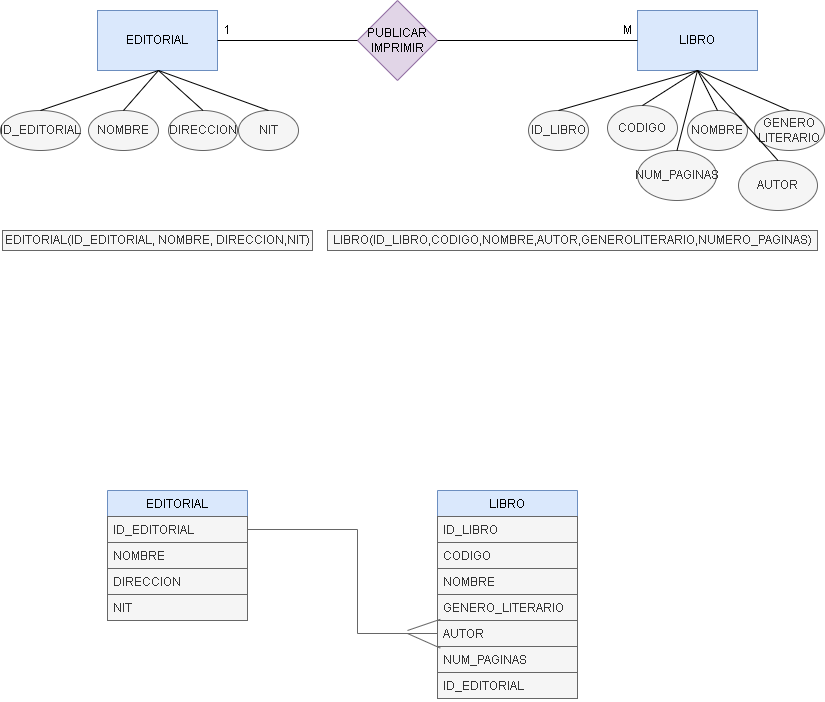 EDITORIAL
1
PUBLICAR
IMPRIMIR
M
LIBRO
ID_EDITORIAL
NOMBRE
DIRECCION
NIT
ID_LIBRO
CODIGO
NOMBRE
GENERO
LITERARIO
NUM_PAGINAS
AUTOR
EDITORIAL(ID_EDITORIAL, NOMBRE, DIRECCION,NIT)
LIBRO(ID_LIBRO,CODIGO,NOMBRE,AUTOR,GENEROLITERARIO,NUMERO_PAGINAS)
EDITORIAL
ID_EDITORIAL
NOMBRE
DIRECCION
NIT
LIBRO
ID_LIBRO
CODIGO
NOMBRE
GENERO_LITERARIO
AUTOR
NUM_PAGINAS
ID_EDITORIAL